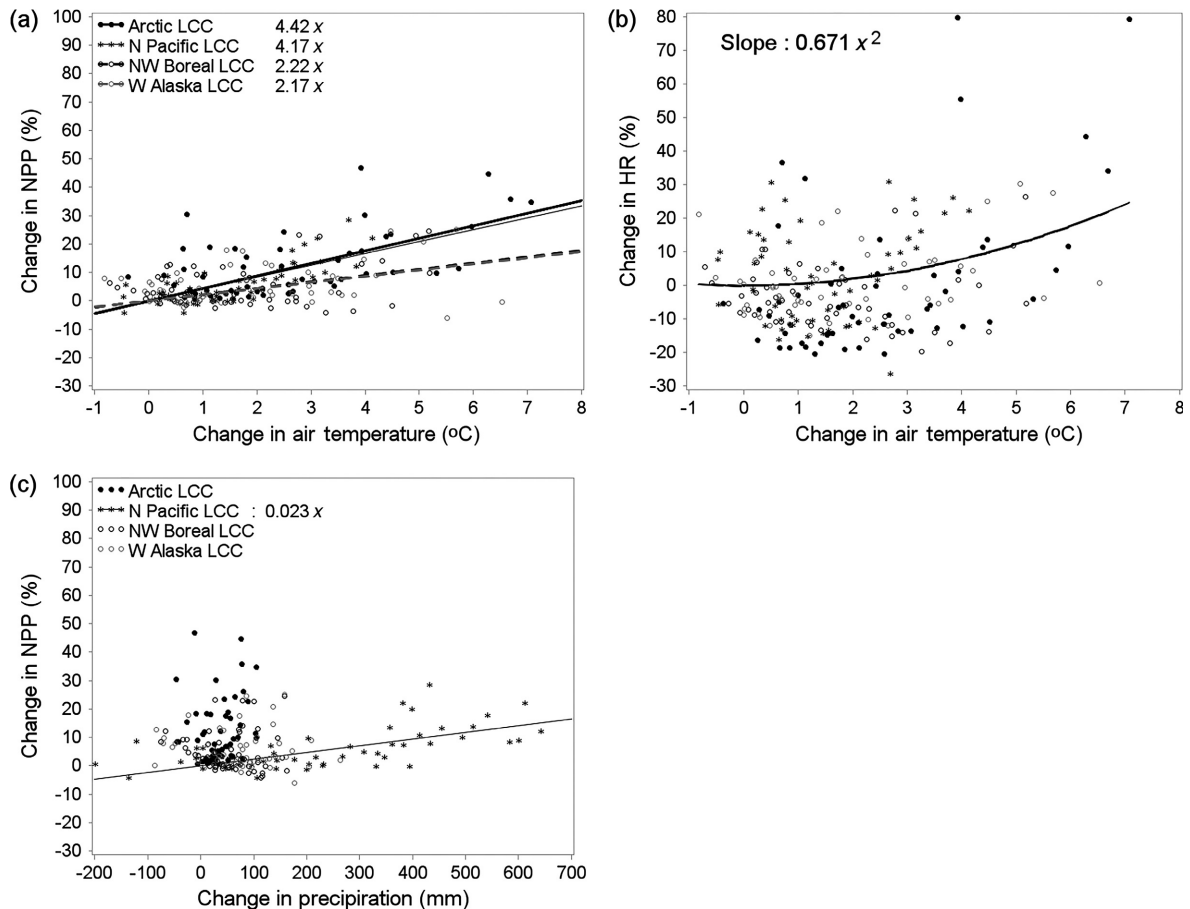 (a)
Arctic LCC 4.42 x
N Pacific LCC 4.17 x
NW Boreal LCC 2.22 x
W Alaska LCC 2.17 x
Change in NPP (%)
100
90
80
70
60
50
40
30
20
10
0
-10
-20
-30
-1 0 1 2 3 4 5 6 7 8
Change in air temperature (oC)
(b)
Slope : 0.671 x 2
Change in HR (%)
80
70
60
50
40
30
20
10
0
-10
-20
-30
-1 0 1 2 3 4 5 6 7 8
Change in air temperature (oC)
(c)
Arctic LCC
N Pacific LCC : 0.023 x
NW Boreal LCC
W Alaska LCC
Change in NPP (%)
100
90
80
70
60
50
40
30
20
10
0
-10
-20
-30
-200 -100 0 100 200 300 400 500 600 700
Change in precipiration (mm)